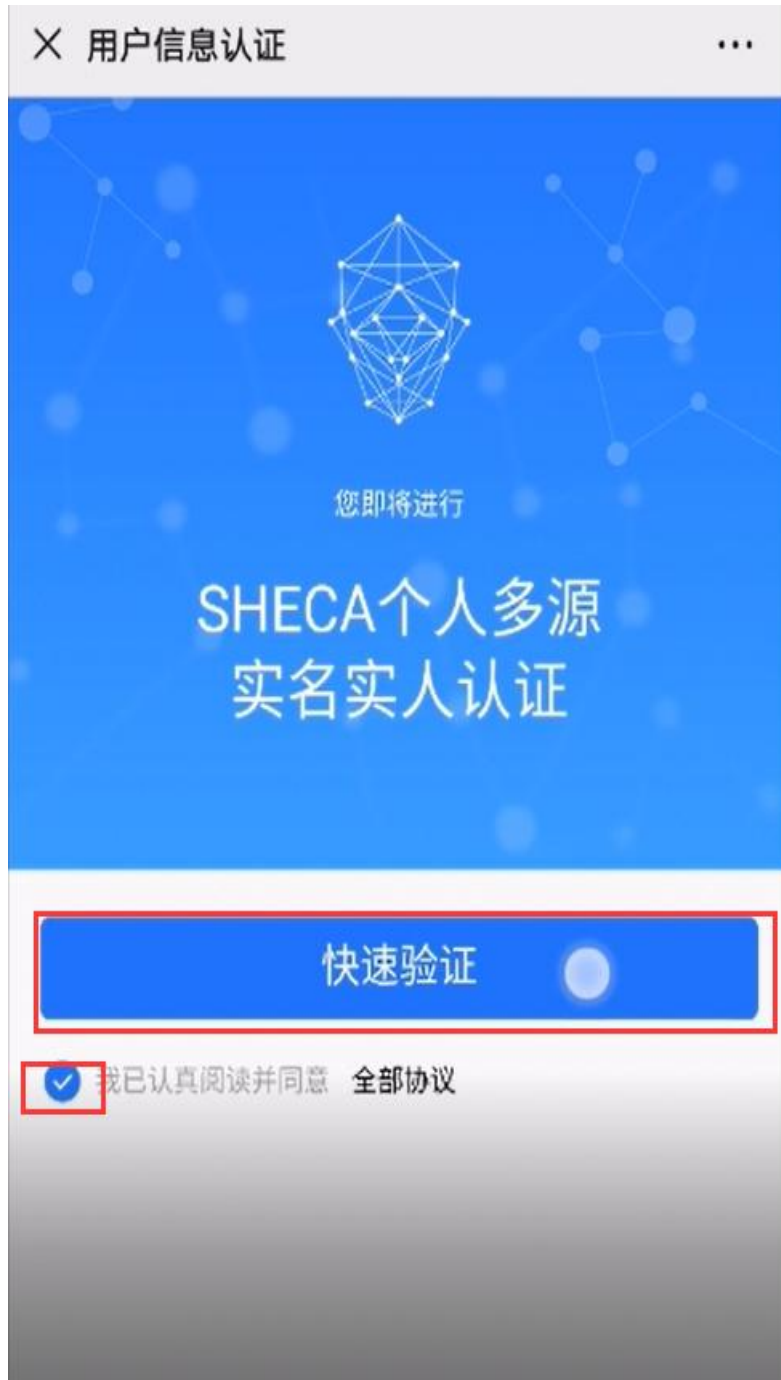 用户信息认证
您即将进行
SHECA个人多源
实名实人认证
快速验证
我已认真阅读并同意 全部协议